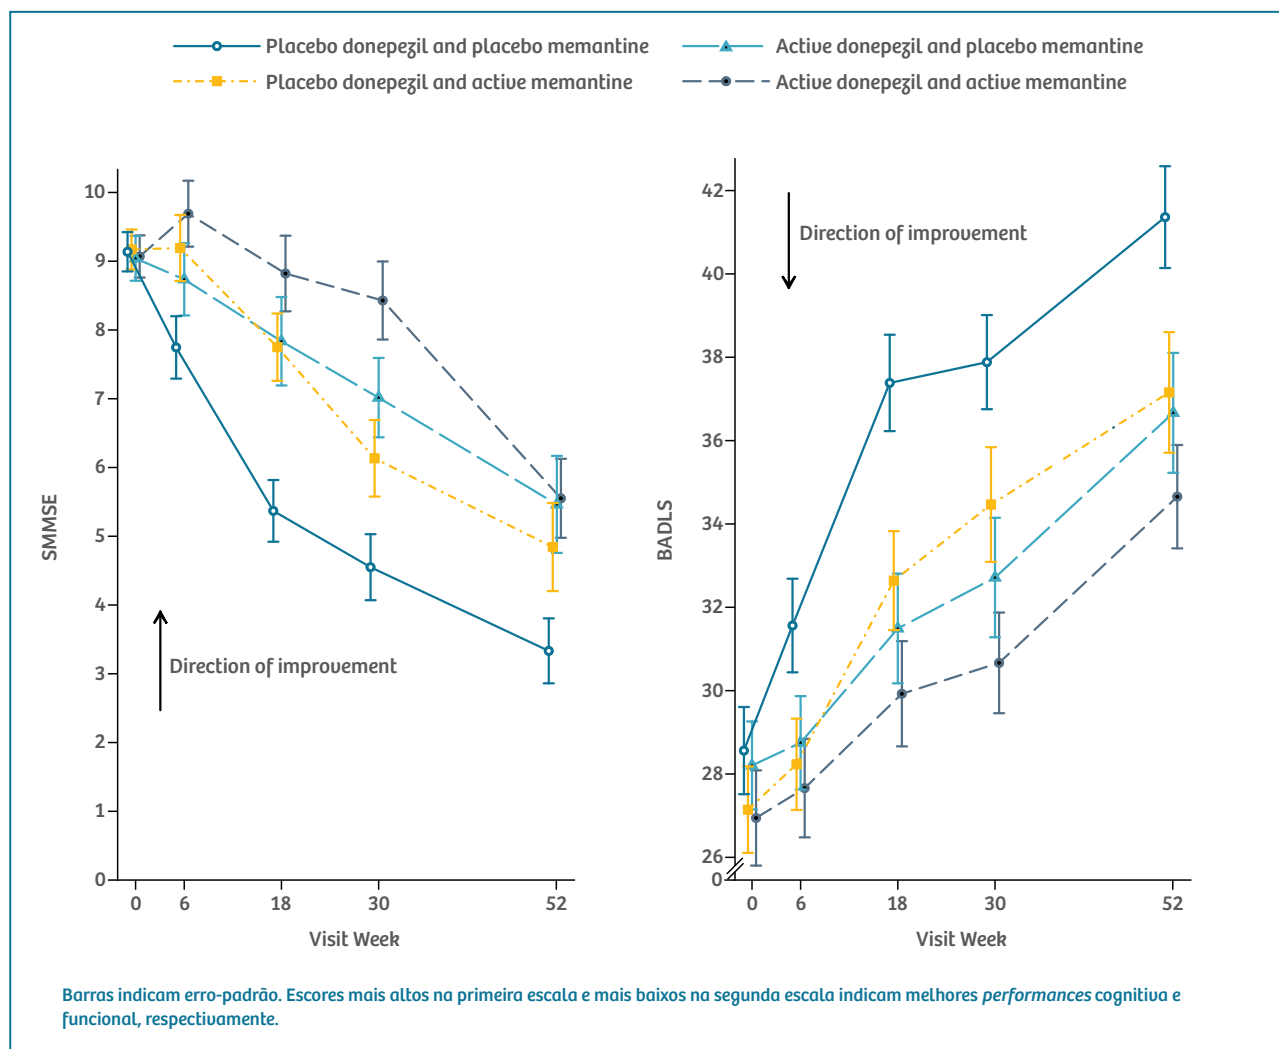 Placebo donepezil and placebo memantine
Active donepezil and placebo memantine
Placebo donepezil and active memantine
Active donepezil and active memantine
SMMSE
10
9
8
7
6
5
4
3
2
1
0
Direction of improvement
0 6 18 30 52
Visit Week
BADLS
42
40
38
36
34
32
30
28
26
0
Direction of improvement
0 6 18 30 52
Visit Week
Barras indicam erro-padrão. Escores mais altos na primeira escala e mais baixos na segunda escala indicam melhores performances cognitiva e
funcional, respectivamente.